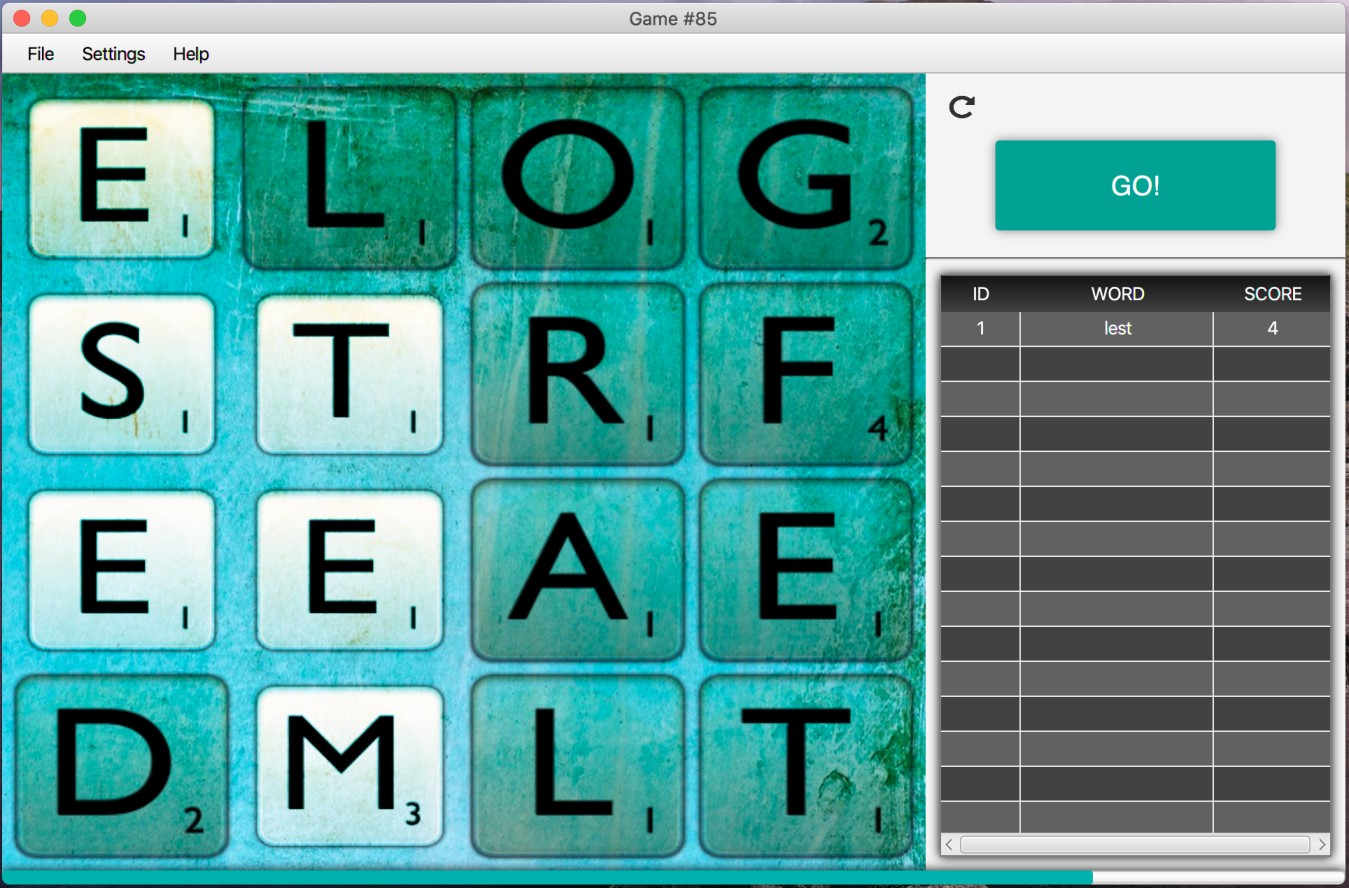 Game #85
File Settings Help
E 1 L 1 O 1 G 2
S 1 T 1 R 1 F 4
E 1 E 1 A 1 E 1
D 2 M 3 L 1 T 1
GO!
ID WORD SCORE
1 lest 4